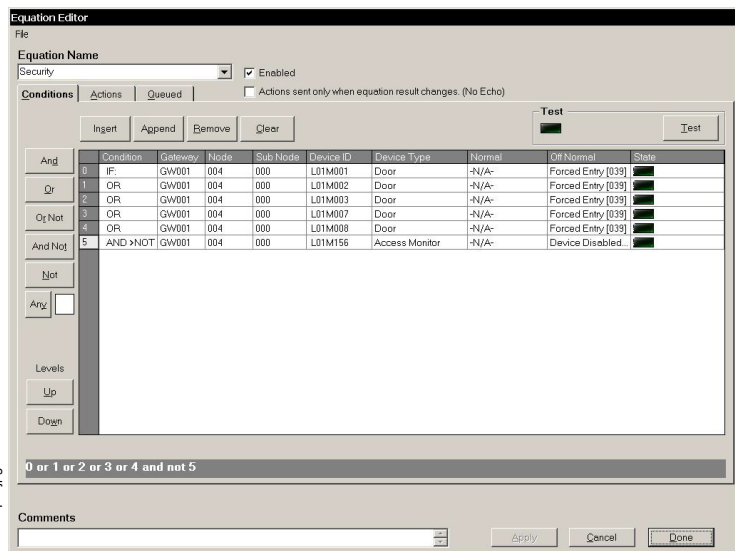 Equation Editor
File
Equation Name
Security
Enabled
Conditions Actions Queued
Actions sent only when equation result changes. (No Echo)
Test
Insert Append Remove Clear Test
And
Or
Or Not
And Not
Not
Any
Levels
Up
Down
Condition Gateway Node Sub Node Device ID Device Type Normal Off Normal State
0 IF: GW001 004 000 L01M001 Door -N/A- Forced Entry [039]
1 OR GW001 004 000 L01M002 Door -N/A- Forced Entry [039]
2 OR GW001 004 000 L01M003 Door -N/A- Forced Entry [039]
3 OR GW001 004 000 L01M007 Door -N/A- Forced Entry [039]
4 OR GW001 004 000 L01M008 Door -N/A- Forced Entry [039]
5 AND >NOT GW001 004 000 L01M156 Access Monitor -N/A- Device Disabled...
0 or 1 or 2 or 3 or 4 and not 5
Comments
Apply Cancel Done